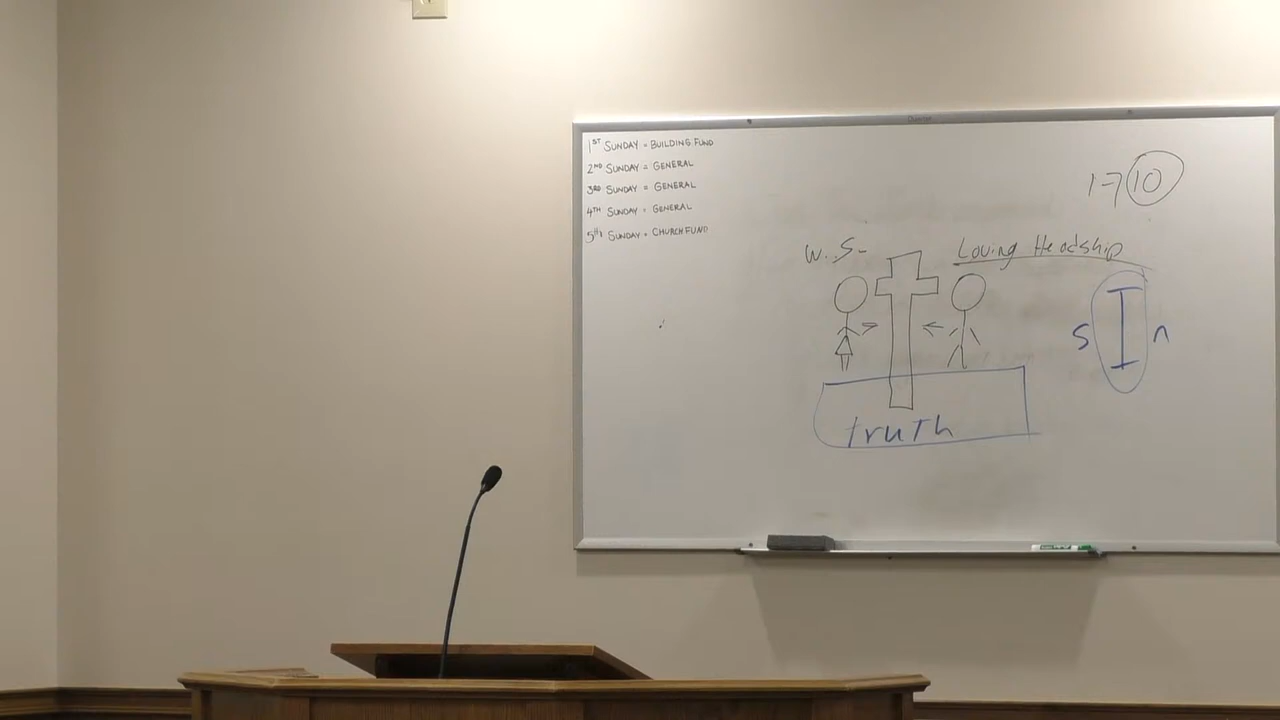 1ST SUNDAY = BUILDING FUND
2ND SUNDAY = GENERAL
3RD SUNDAY = GENERAL
4TH SUNDAY = GENERAL
5TH SUNDAY = CHURCH FUND
1-7 10
W.S-
Loving Headship
S I n
truth